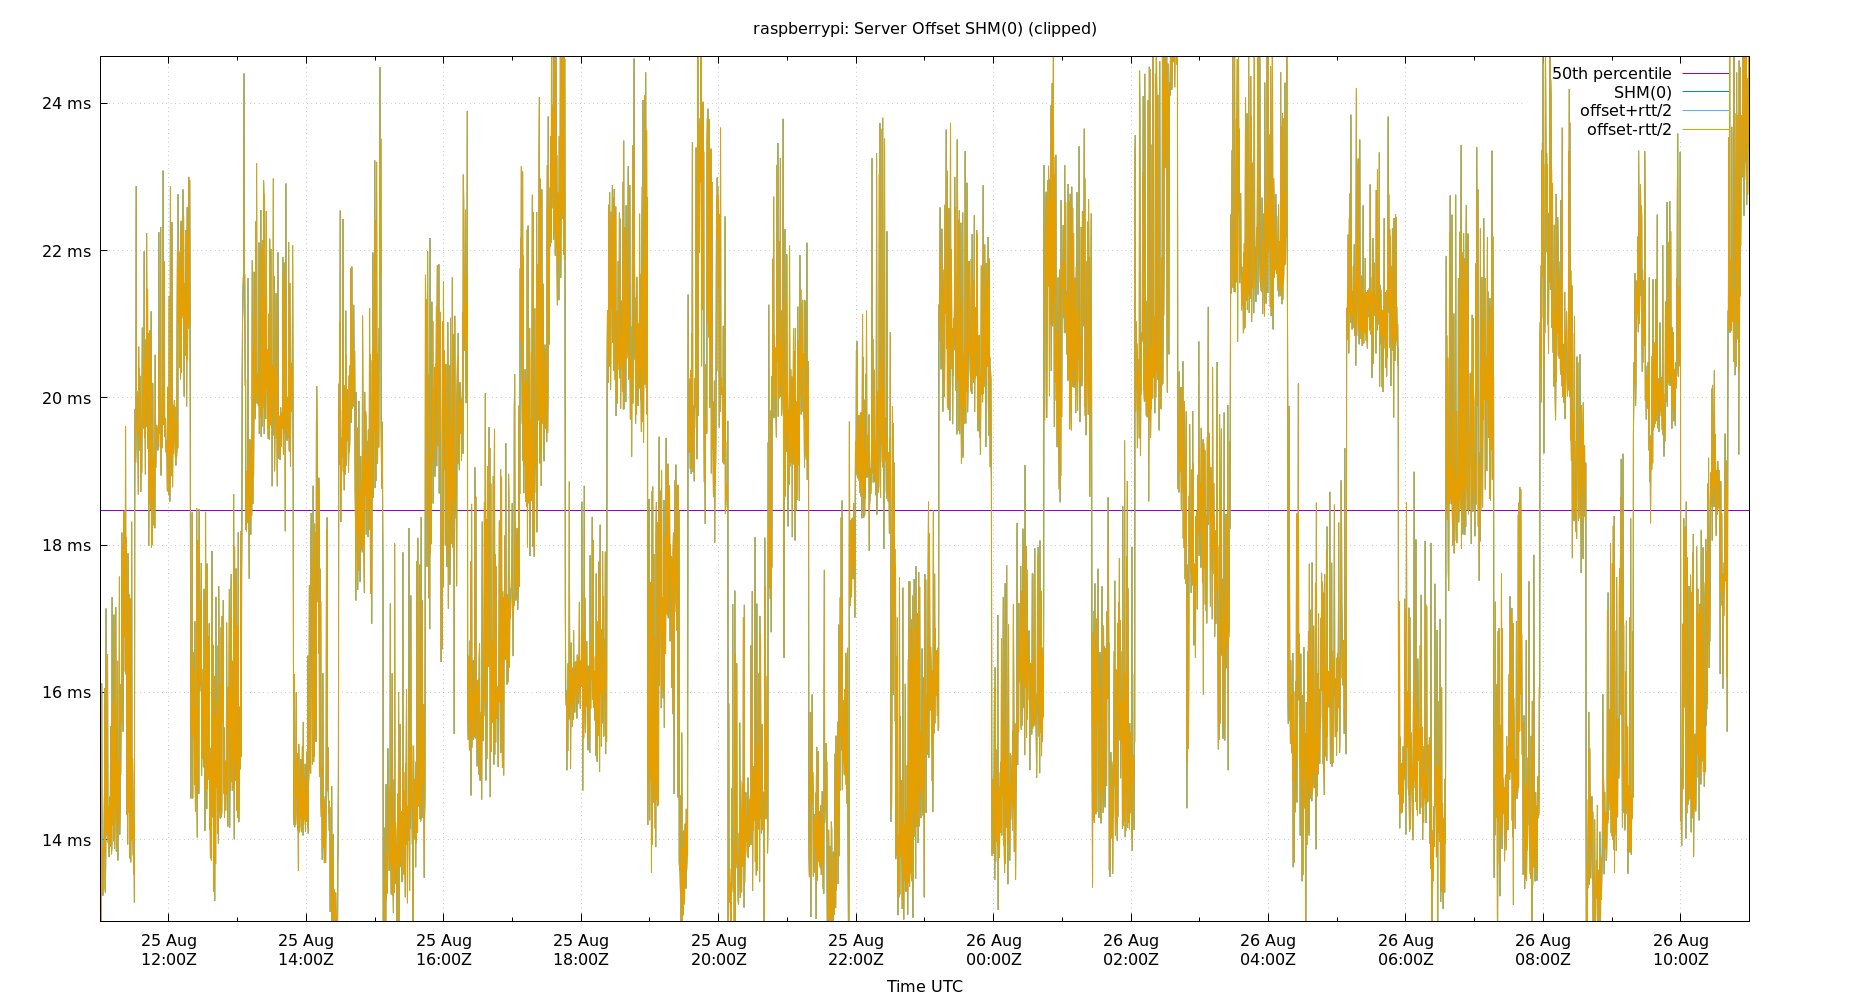 raspberrypi: Server Offset SHM(0) (clipped)
50th percentile
SHM(0)
offset+rtt/2
offset-rtt/2
24 ms
22 ms
20 ms
18 ms
16 ms
14 ms
25 Aug 25 Aug 25 Aug 25 Aug 25 Aug 25 Aug 26 Aug 26 Aug 26 Aug 26 Aug 26 Aug 26 Aug
12:00Z 14:00Z 16:00Z 18:00Z 20:00Z 22:00Z 00:00Z 02:00Z 04:00Z 06:00Z 08:00Z 10:00Z
Time UTC